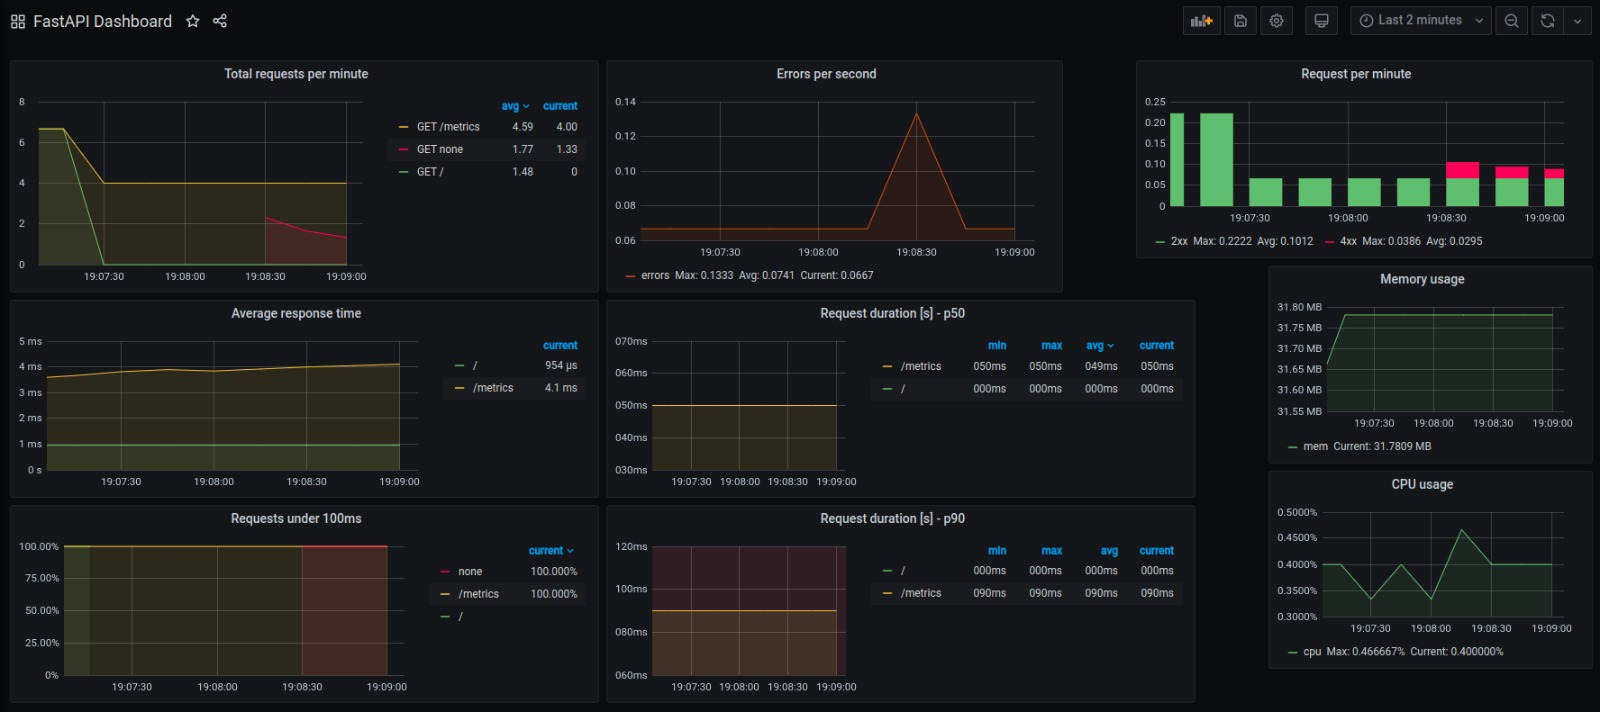 FastAPI Dashboard
Last 2 minutes
Total requests per minute
8
6
4
2
0
19:07:30 19:08:00 19:08:30 19:09:00
avg current
GET /metrics 4.59 4.00
GET none 1.77 1.33
GET / 1.48 0
Errors per second
0.14
0.12
0.10
0.08
0.06
19:07:30 19:08:00 19:08:30 19:09:00
errors Max: 0.1333 Avg: 0.0741 Current: 0.0667
Request per minute
0.25
0.20
0.15
0.10
0.05
0
19:07:30 19:08:00 19:08:30 19:09:00
2xx Max: 0.2222 Avg: 0.1012 4xx Max: 0.0386 Avg: 0.0295
Average response time
5 ms
4 ms
3 ms
2 ms
1 ms
0 s
19:07:30 19:08:00 19:08:30 19:09:00
current
/ 954 µs
/metrics 4.1 ms
Request duration [s] - p50
070ms
060ms
050ms
040ms
030ms
19:07:30 19:08:00 19:08:30 19:09:00
min max avg current
/metrics 050ms 050ms 049ms 050ms
/ 000ms 000ms 000ms 000ms
Memory usage
31.80 MB
31.75 MB
31.70 MB
31.65 MB
31.60 MB
31.55 MB
19:07:30 19:08:00 19:08:30 19:09:00
mem Current: 31.7809 MB
Requests under 100ms
100.00%
75.00%
50.00%
25.00%
0%
19:07:30 19:08:00 19:08:30 19:09:00
current
none 100.000%
/metrics 100.000%
/
Request duration [s] - p90
120ms
100ms
080ms
060ms
19:07:30 19:08:00 19:08:30 19:09:00
min max avg current
/ 000ms 000ms 000ms 000ms
/metrics 090ms 090ms 090ms 090ms
CPU usage
0.5000%
0.4500%
0.4000%
0.3500%
0.3000%
19:07:30 19:08:00 19:08:30 19:09:00
cpu Max: 0.466667% Current: 0.400000%